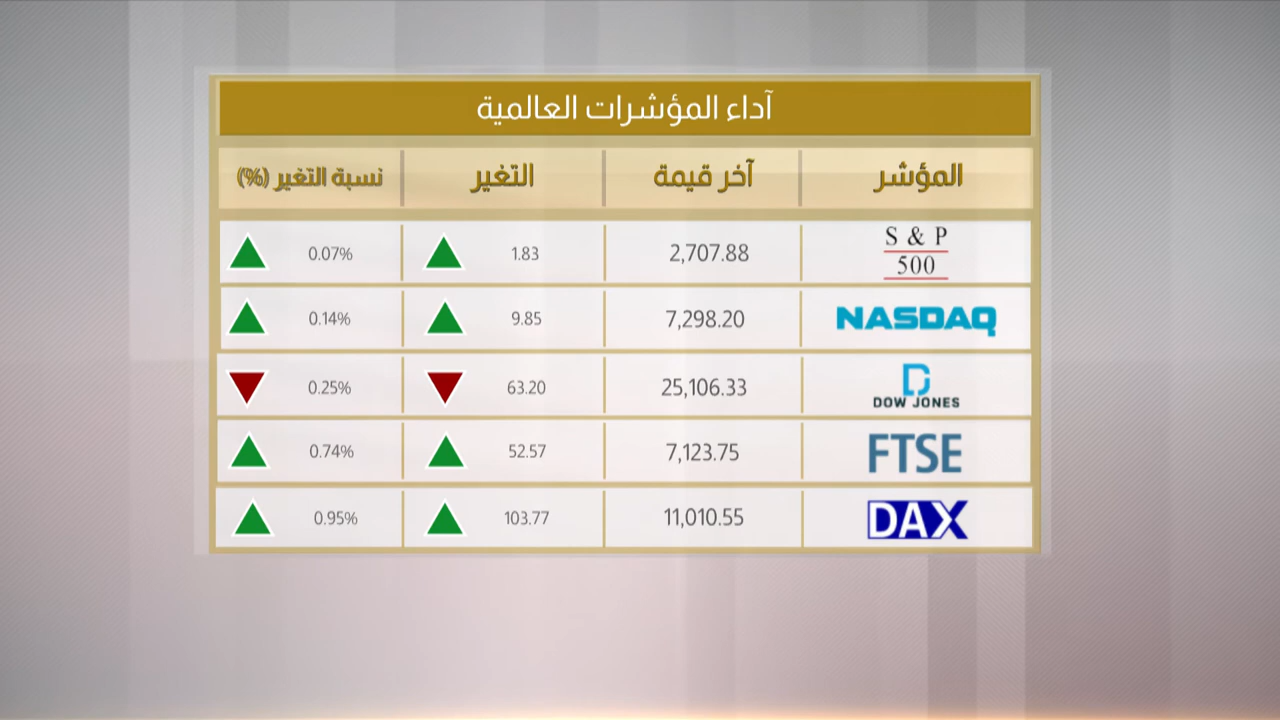 آداء المؤشرات العالمية
المؤشر آخر قيمة التغير نسبة التغير (%)
S & P
500 2,707.88 1.83 0.07%
NASDAQ 7,298.20 9.85 0.14%
DOW JONES 25,106.33 63.20 0.25%
FTSE 7,123.75 52.57 0.74%
DAX 11,010.55 103.77 0.95%